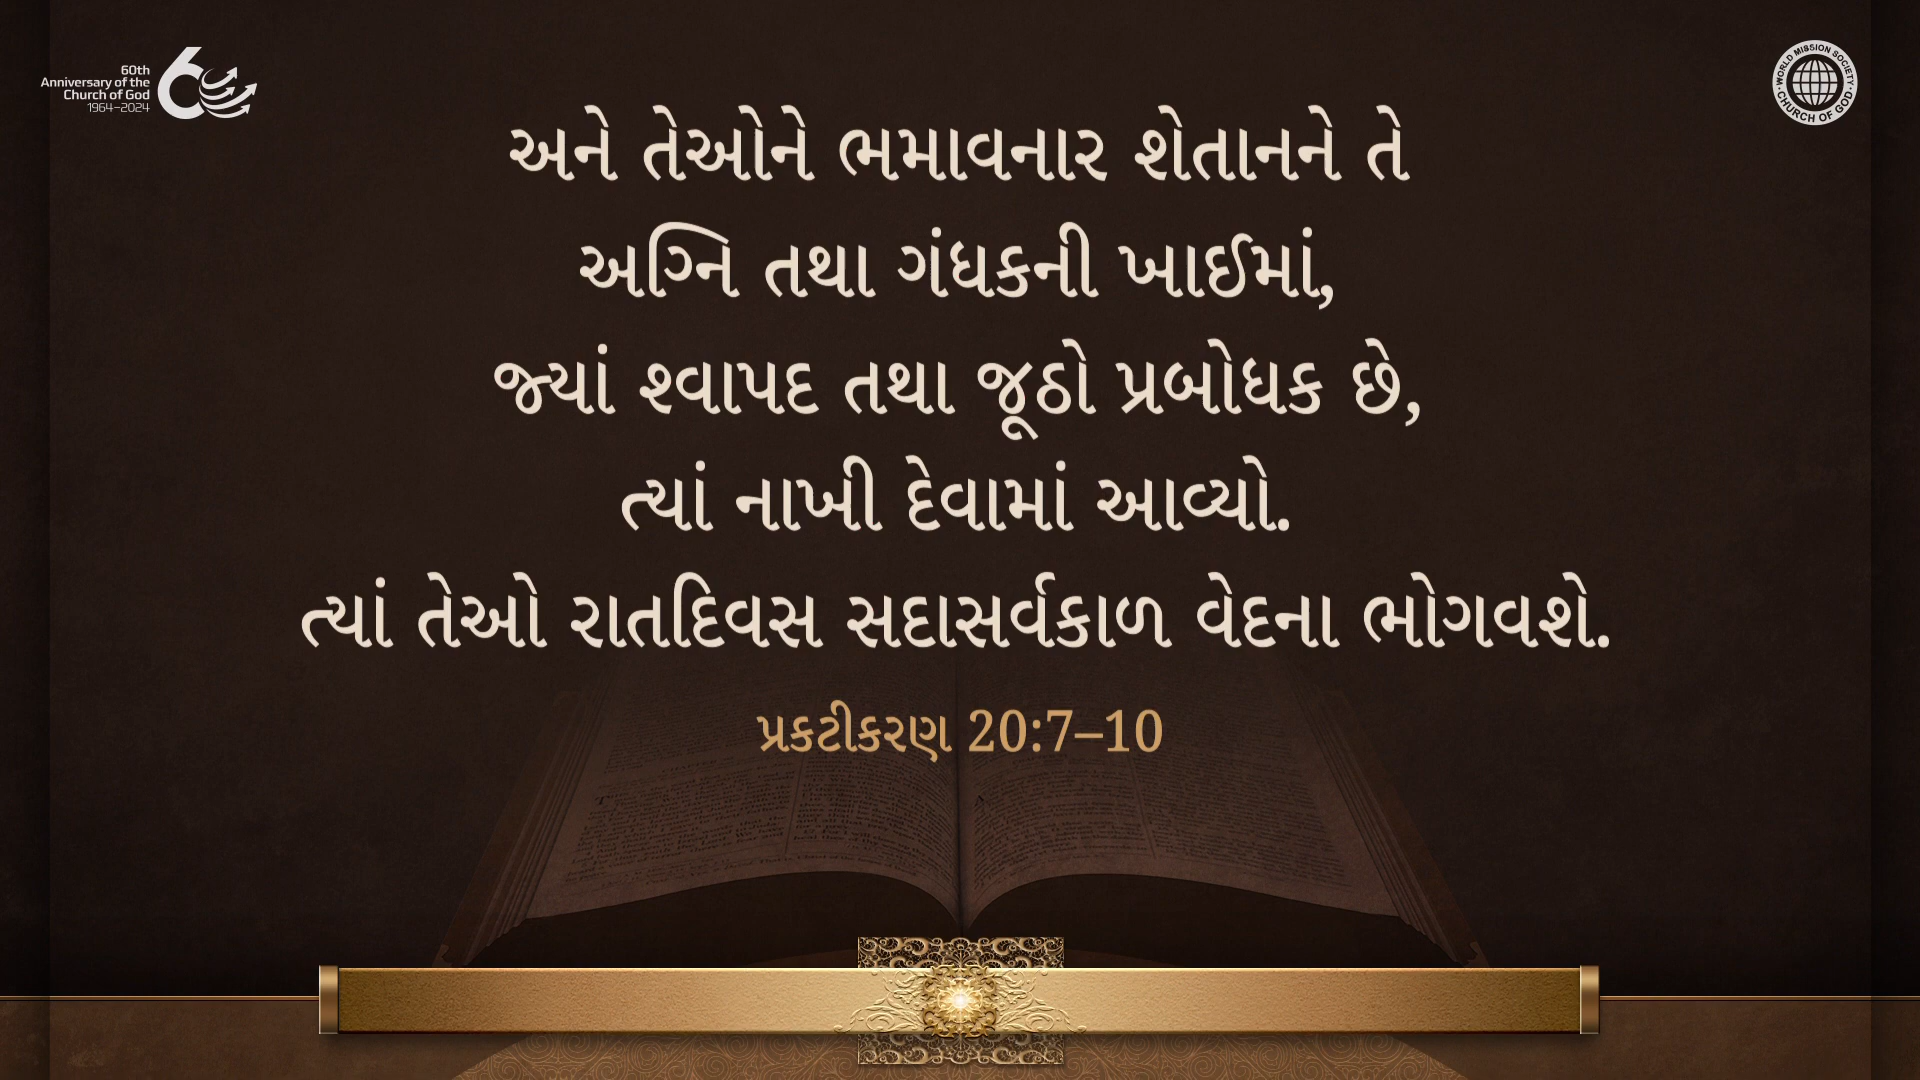 60th
Anniversary of the
Church of God
1964–2024
WORLD MISSION SOCIETY
CHURCH OF GOD
અને તેઓને ભમાવનાર શેતાનને તે
અગ્નિ તથા ગંધકની ખાઈમાં,
જ્યાં શ્વાપદ તથા જૂઠો પ્રબોધક છે,
ત્યાં નાખી દેવામાં આવ્યો.
ત્યાં તેઓ રાતદિવસ સદાસર્વકાળ વેદના ભોગવશે.
પ્રકટીકરણ 20:7–10